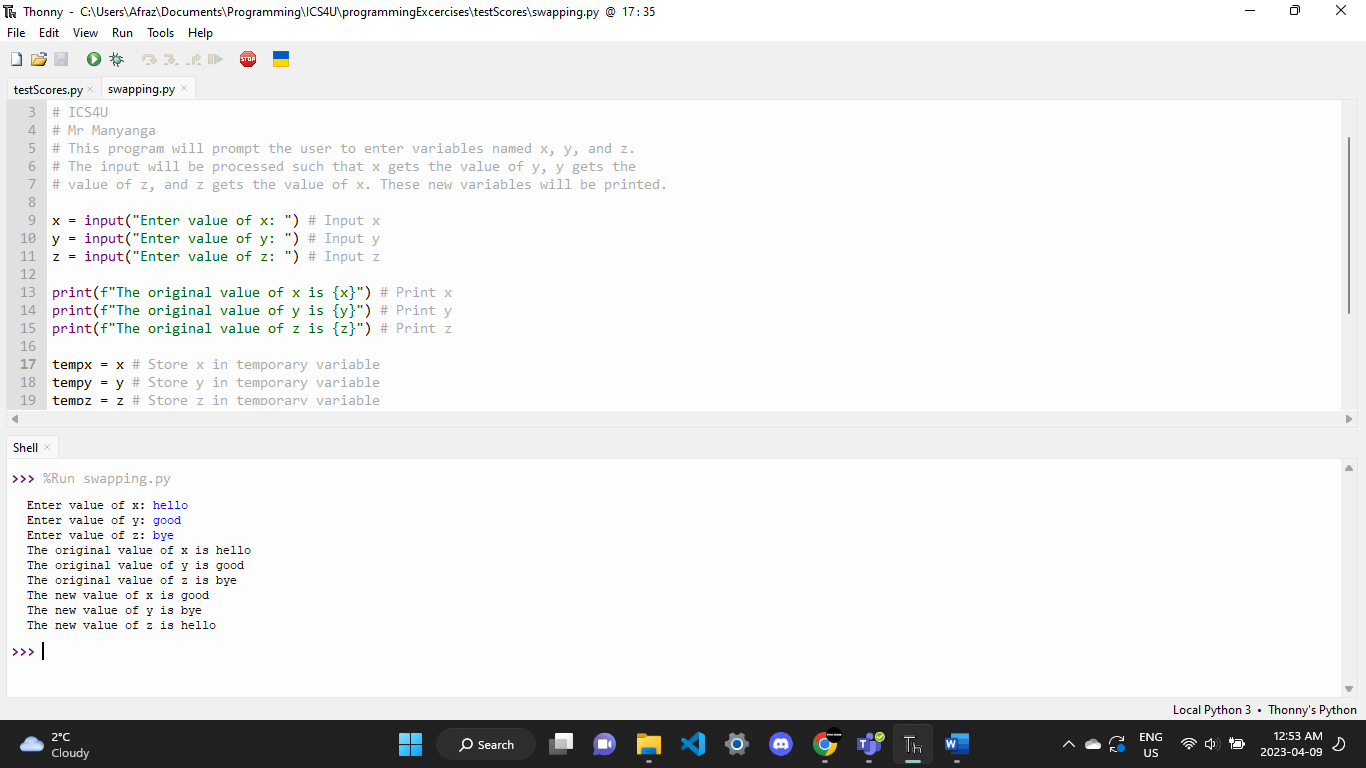 Thonny - C:\Users\Afraz\Documents\Programming\ICS4U\programmingExcercises\testScores\swapping.py @ 17 : 35
File Edit View Run Tools Help
STOP
testScores.py × swapping.py ×
3 # ICS4U
4 # Mr Manyanga
5 # This program will prompt the user to enter variables named x, y, and z.
6 # The input will be processed such that x gets the value of y, y gets the
7 # value of z, and z gets the value of x. These new variables will be printed.
8
9 x = input("Enter value of x: ") # Input x
10 y = input("Enter value of y: ") # Input y
11 z = input("Enter value of z: ") # Input z
12
13 print(f"The original value of x is {x}") # Print x
14 print(f"The original value of y is {y}") # Print y
15 print(f"The original value of z is {z}") # Print z
16
17 tempx = x # Store x in temporary variable
18 tempy = y # Store y in temporary variable
19 tempz = z # Store z in temporary variable
Shell ×
>>> %Run swapping.py
Enter value of x: hello
Enter value of y: good
Enter value of z: bye
The original value of x is hello
The original value of y is good
The original value of z is bye
The new value of x is good
The new value of y is bye
The new value of z is hello
>>>
Local Python 3 • Thonny's Python
2°C
Cloudy
Search
ENG
US
12:53 AM
2023-04-09